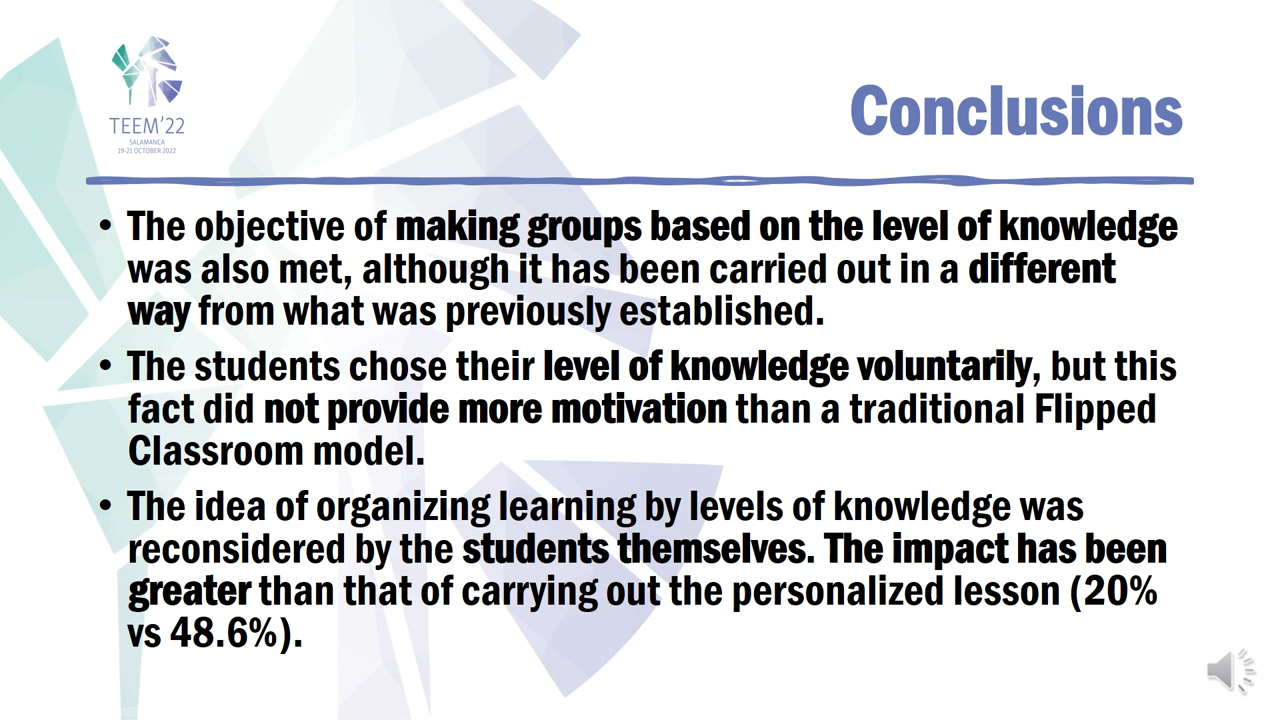 TEEM'22
SALAMANCA
19-21 OCTOBER 2022
Conclusions
• The objective of making groups based on the level of knowledge
was also met, although it has been carried out in a different
way from what was previously established.
• The students chose their level of knowledge voluntarily, but this
fact did not provide more motivation than a traditional Flipped
Classroom model.
• The idea of organizing learning by levels of knowledge was
reconsidered by the students themselves. The impact has been
greater than that of carrying out the personalized lesson (20%
vs 48.6%).